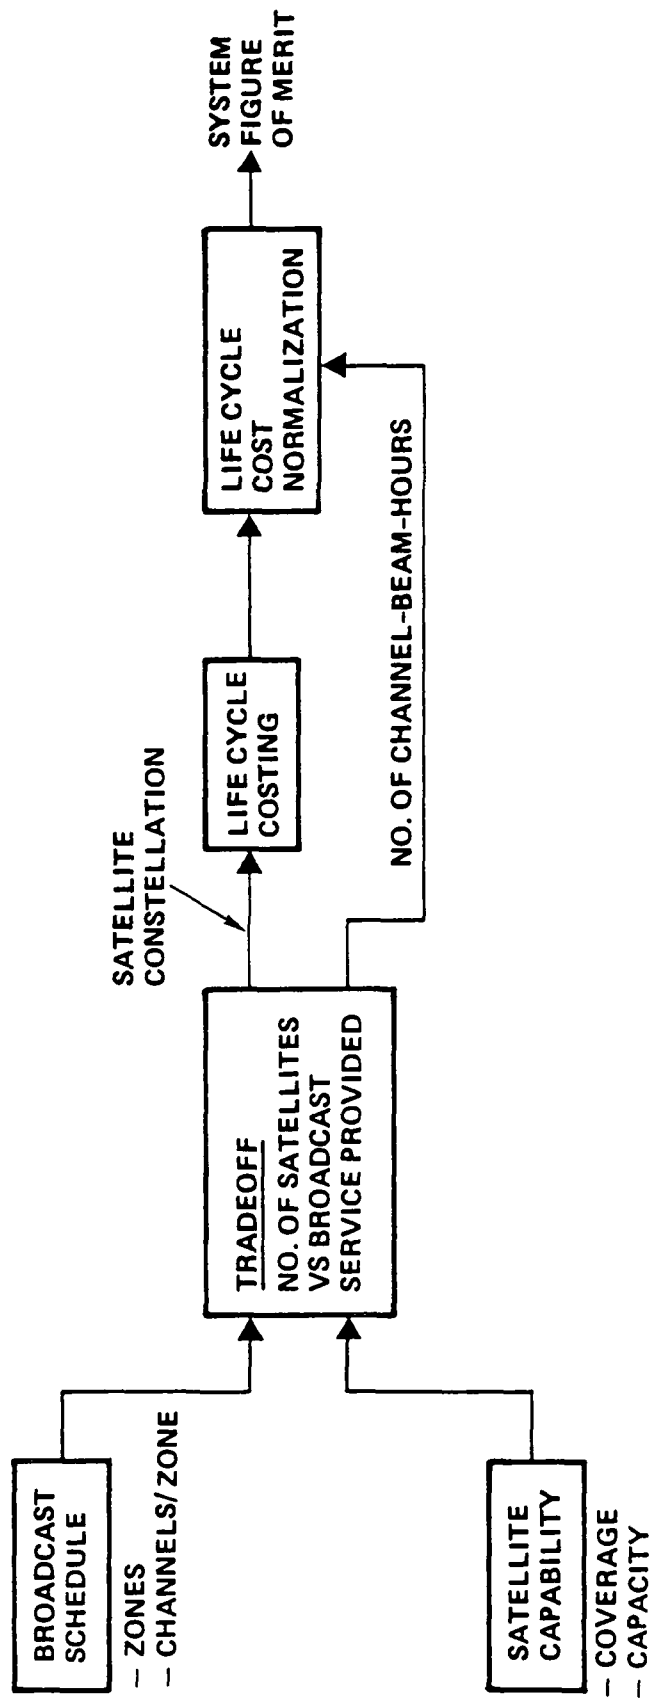 BROADCAST
SCHEDULE
– ZONES
– CHANNELS/ZONE
SATELLITE
CAPABILITY
– COVERAGE
– CAPACITY
TRADEOFF
NO. OF SATELLITES
VS BROADCAST
SERVICE PROVIDED
SATELLITE
CONSTELLATION
LIFE CYCLE
COSTING
NO. OF CHANNEL-BEAM-HOURS
LIFE CYCLE
COST
NORMALIZATION
SYSTEM
FIGURE
OF MERIT